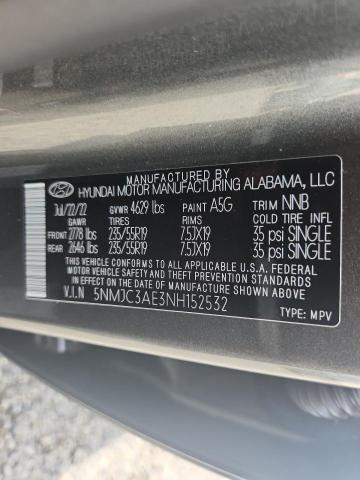 MANUFACTURED BY
HYUNDAI MOTOR MANUFACTURING ALABAMA, LLC
Jul/22/22 GVWR 4629 lbs PAINT A5G TRIM NNB
GAWR TIRES RIMS COLD TIRE INFL
FRONT 2778 lbs 235/55R19 7.5JX19 35 psi SINGLE
REAR 2646 lbs 235/55R19 7.5JX19 35 psi SINGLE
THIS VEHICLE CONFORMS TO ALL APPLICABLE U.S.A. FEDERAL
MOTOR VEHICLE SAFETY STANDARDS IN EFFECT ON THE
DATE OF MANUFACTURE SHOWN ABOVE.
V.I.N 5NMJC3AE3NH152532
TYPE: MPV